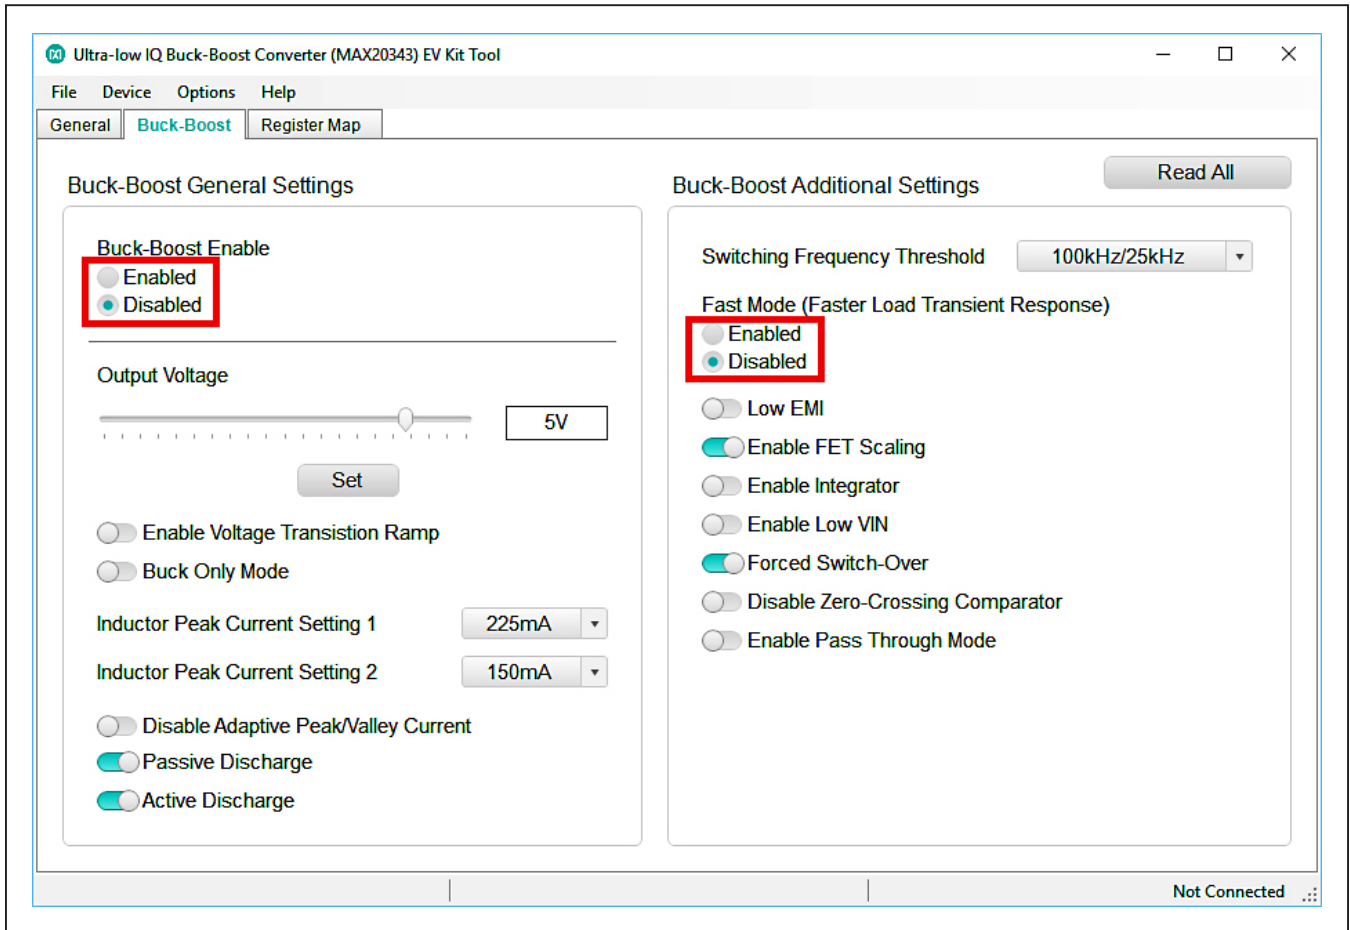 Ultra-low IQ Buck-Boost Converter (MAX20343) EV Kit Tool
File Device Options Help
General Buck-Boost Register Map
Read All
Buck-Boost General Settings
Buck-Boost Enable
Enabled
Disabled
Output Voltage
5V
Set
Enable Voltage Transistion Ramp
Buck Only Mode
Inductor Peak Current Setting 1 225mA
Inductor Peak Current Setting 2 150mA
Disable Adaptive Peak/Valley Current
Passive Discharge
Active Discharge
Buck-Boost Additional Settings
Switching Frequency Threshold 100kHz/25kHz
Fast Mode (Faster Load Transient Response)
Enabled
Disabled
Low EMI
Enable FET Scaling
Enable Integrator
Enable Low VIN
Forced Switch-Over
Disable Zero-Crossing Comparator
Enable Pass Through Mode
Not Connected